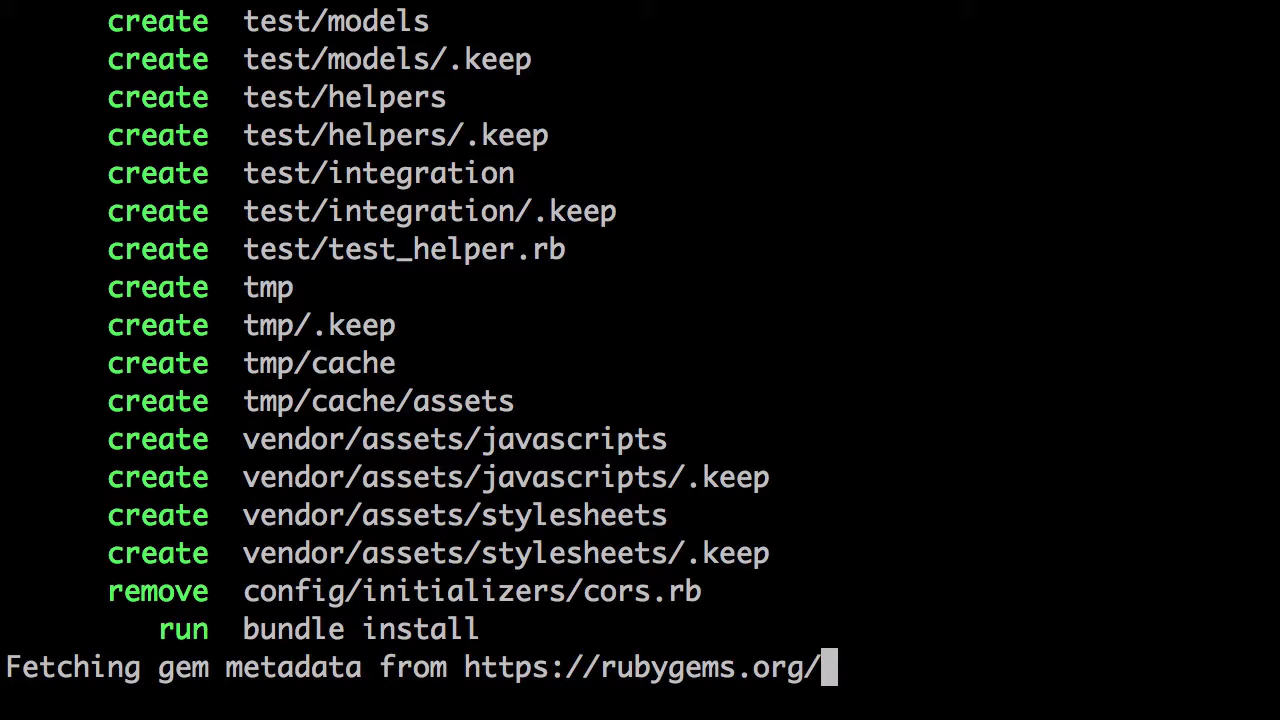 create  test/models
create  test/models/.keep
create  test/helpers
create  test/helpers/.keep
create  test/integration
create  test/integration/.keep
create  test/test_helper.rb
create  tmp
create  tmp/.keep
create  tmp/cache
create  tmp/cache/assets
create  vendor/assets/javascripts
create  vendor/assets/javascripts/.keep
create  vendor/assets/stylesheets
create  vendor/assets/stylesheets/.keep
remove  config/initializers/cors.rb
run  bundle install
Fetching gem metadata from https://rubygems.org/